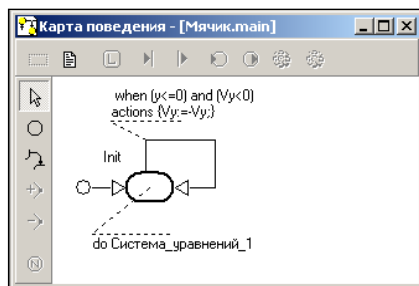 Карта поведения - [Мячик.main]
L
when (y<=0) and (Vy<0)
actions {Vy:=-Vy;}
Init
do Система_уравнений_1
N